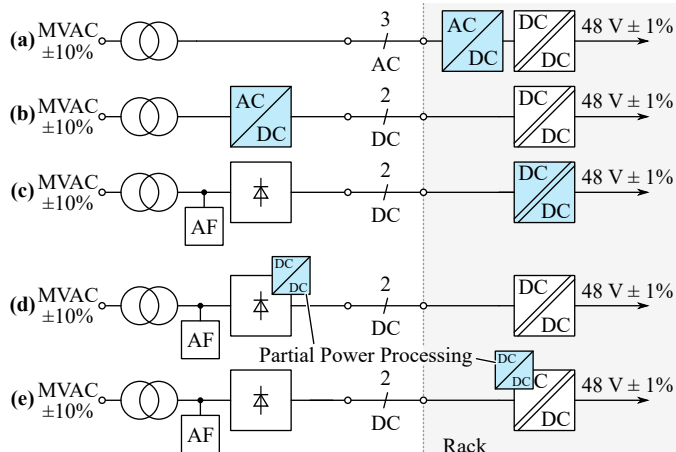 3
(a) MVAC ±10% AC AC DC DC DC 48 V ± 1%
2
(b) MVAC ±10% AC DC DC DC DC 48 V ± 1%
2
(c) MVAC ±10% AF DC DC DC 48 V ± 1%
DC DC
2
(d) MVAC ±10% AF DC DC DC 48 V ± 1%
Partial Power Processing
DC DC
2
(e) MVAC ±10% AF DC C DC 48 V ± 1%
Rack